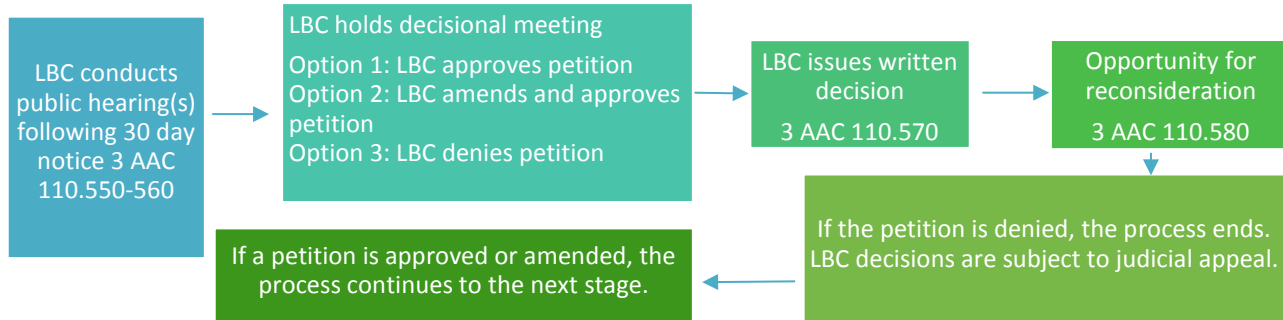 LBC conducts
public hearing(s)
following 30 day
notice 3 AAC
110.550-560
LBC holds decisional meeting
Option 1: LBC approves petition
Option 2: LBC amends and approves
petition
Option 3: LBC denies petition
LBC issues written
decision
3 AAC 110.570
Opportunity for
reconsideration
3 AAC 110.580
If the petition is denied, the process ends.
LBC decisions are subject to judicial appeal.
If a petition is approved or amended, the
process continues to the next stage.